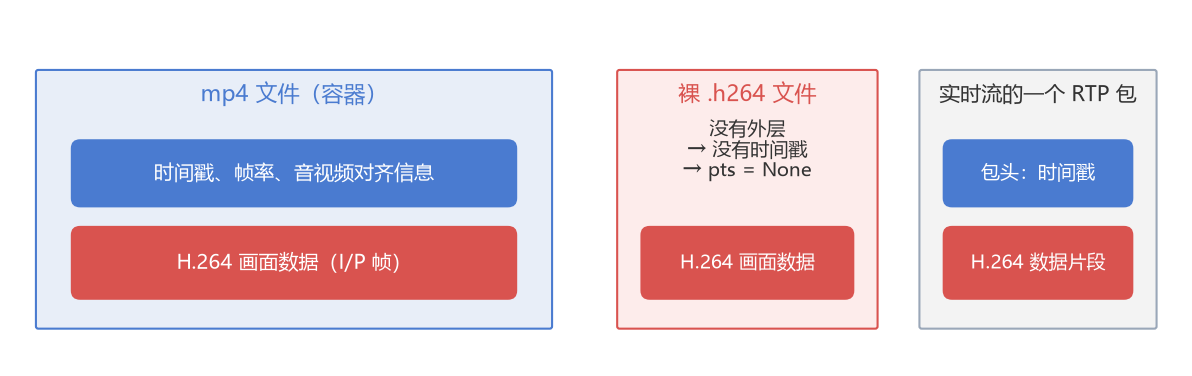 mp4 文件（容器）
时间戳、帧率、音视频对齐信息
H.264 画面数据（I/P 帧）
裸 .h264 文件
没有外层
→ 没有时间戳
→ pts = None
H.264 画面数据
实时流的一个 RTP 包
包头：时间戳
H.264 数据片段